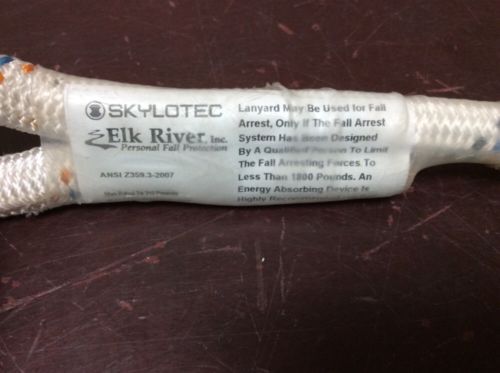 SKYLOTEC
Elk River, Inc.
Personal Fall Protection
ANSI Z359.3-2007
Lanyard May Be Used for Fall
Arrest, Only If The Fall Arrest
System Has Been Designed
By A Qualified Person To Limit
The Fall Arresting Forces To
Less Than 1800 Pounds. An
Energy Absorbing Device Is
Highly Recommended